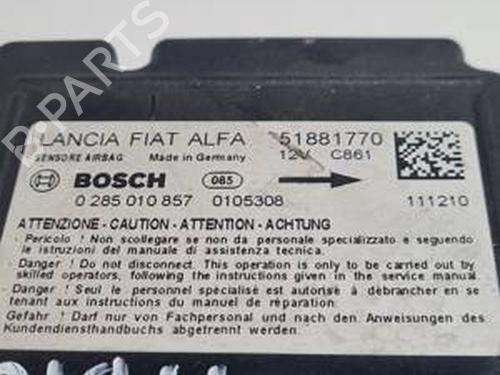 B-PARTS
LANCIA FIAT ALFA 51881770
SENSORE AIRBAG Made in Germany 12V C861
BOSCH 085
0 285 010 857 0105308 111210
ATTENZIONE - CAUTION - ATTENTION - ACHTUNG
- Pericolo ! Non scollegare se non da personale specializzato e seguendo
le istruzioni del manuale di assistenza tecnica.
- Danger ! Do not disconnect. This operation is only to be carried out by
skilled operators, following the instructions given in the service manual.
- Danger ! Seul le personnel spécialisé est autorisé à débrancher en se
tenant aux instructions du manuel de réparation.
Gefahr ! Darf nur von Fachpersonal und nach den Anweisungen des
Kundendiensthandbuchs abgetrennt werden.